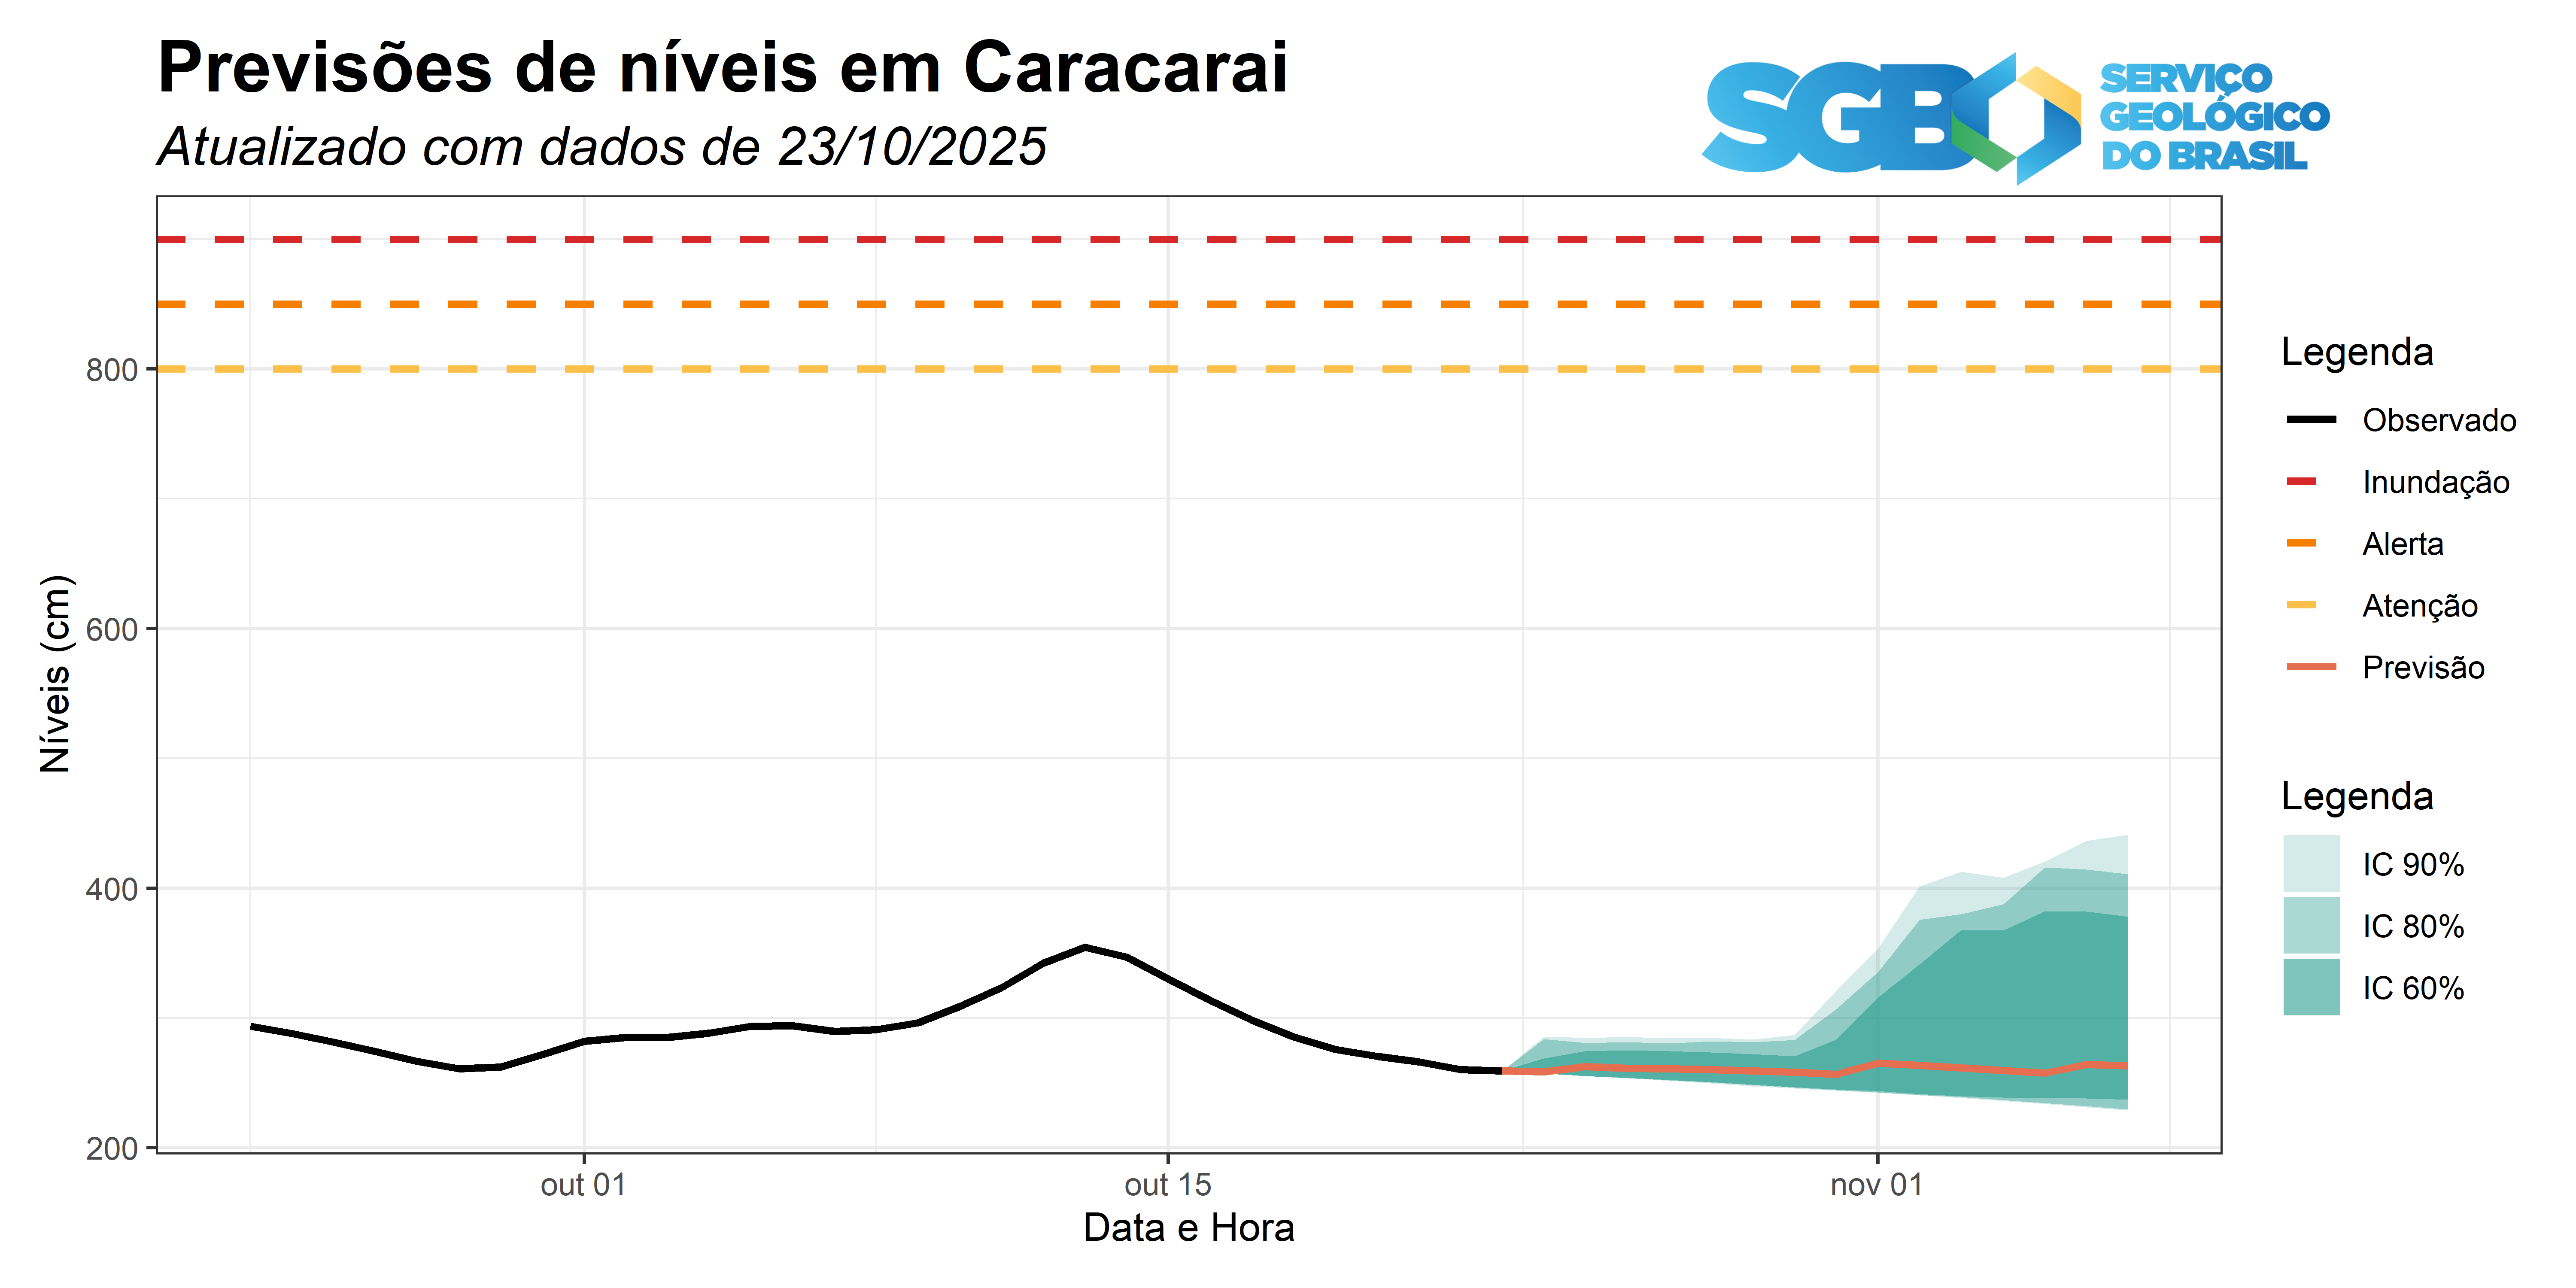 Previsões de níveis em Caracarai
Atualizado com dados de 23/10/2025
SGB
SERVIÇO
GEOLÓGICO
DO BRASIL
800
600
400
200
Níveis (cm)
out 01
out 15
nov 01
Data e Hora
Legenda
Observado
Inundação
Alerta
Atenção
Previsão
Legenda
IC 90%
IC 80%
IC 60%